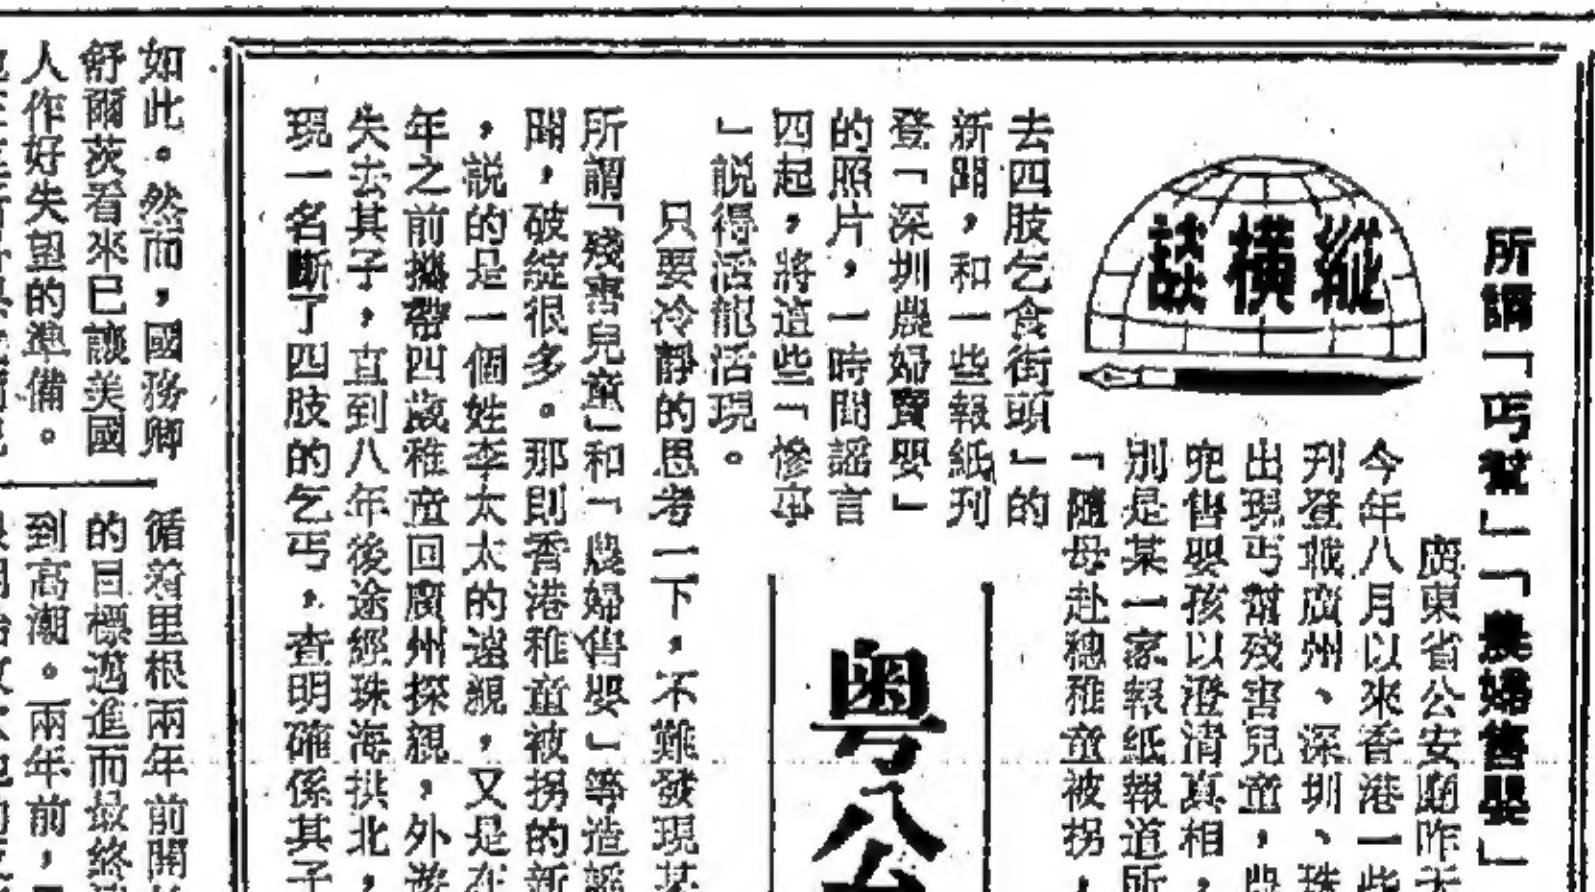 所謂「丐幫」「農婦售嬰」
縱橫談
粵公
廣東省公安廳昨天
今年八月以來香港一些
刊登載廣州、深圳、珠
出現丐幫殘害兒童,農
兜售嬰孩以澄清真相,
別是某一家報紙報道所
「隨母赴穗稚童被拐,
去四肢乞食街頭」的
新聞,和一些報紙刊
登「深圳農婦賣嬰」
的照片,一時間謠言
四起,將這些「慘事
」説得活龍活現。
只要冷靜的思考一下,不難發現某
所謂「殘害兒童」和「農婦售嬰」等造謠
聞,破綻很多。那則香港稚童被拐的新
,説的是一個姓李太太的遠親,又是在
年之前攜帶四歲稚童回廣州探親,外遊
失去其子,直到八年後途經珠海拱北,
現一名斷了四肢的乞丐,查明確係其子
如此。然而,國務卿
舒爾茨看來已讓美國
人作好失望的準備。
循着里根兩年前開
的目標邁進而最終
到高潮。兩年前,